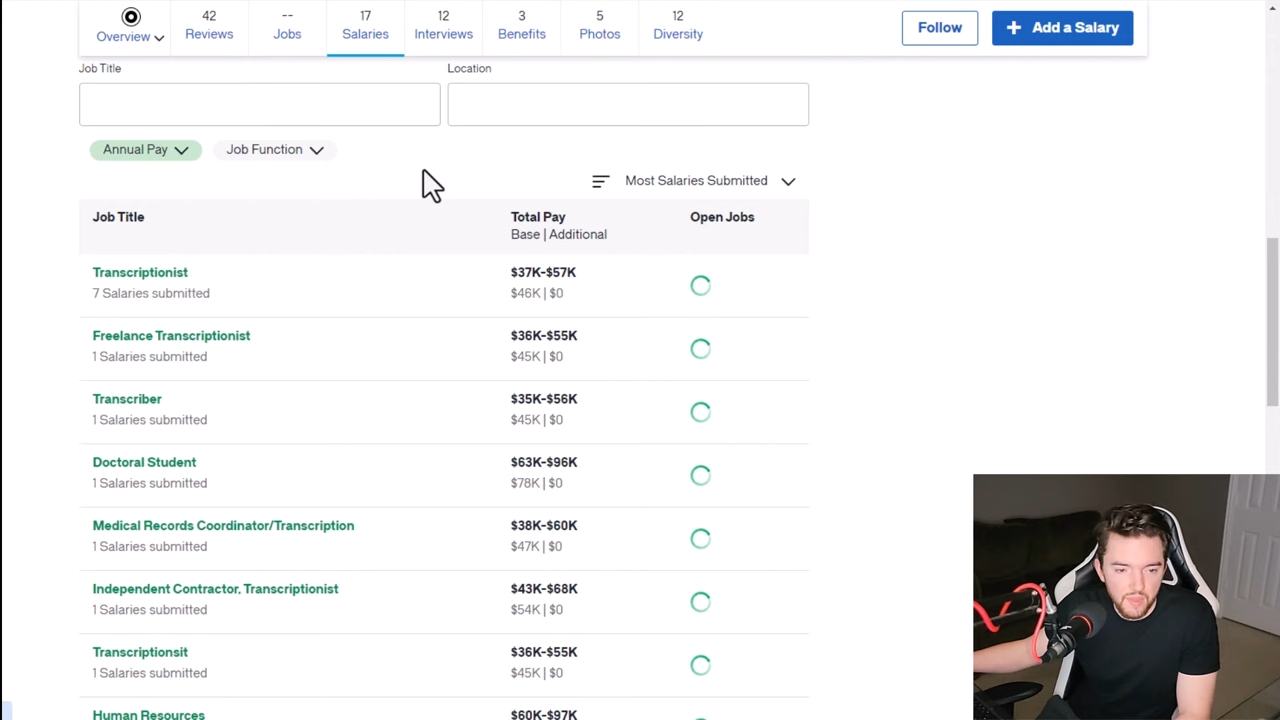 Overview
42
Reviews
--
Jobs
17
Salaries
12
Interviews
3
Benefits
5
Photos
12
Diversity
Follow
+ Add a Salary
Job Title
Location
Annual Pay
Job Function
Most Salaries Submitted
Job Title
Total Pay
Base | Additional
Open Jobs
Transcriptionist
7 Salaries submitted
$37K-$57K
$46K | $0
Freelance Transcriptionist
1 Salaries submitted
$36K-$55K
$45K | $0
Transcriber
1 Salaries submitted
$35K-$56K
$45K | $0
Doctoral Student
1 Salaries submitted
$63K-$96K
$78K | $0
Medical Records Coordinator/Transcription
1 Salaries submitted
$38K-$60K
$47K | $0
Independent Contractor, Transcriptionist
1 Salaries submitted
$43K-$68K
$54K | $0
Transcriptionsit
1 Salaries submitted
$36K-$55K
$45K | $0
Human Resources
$60K-$97K